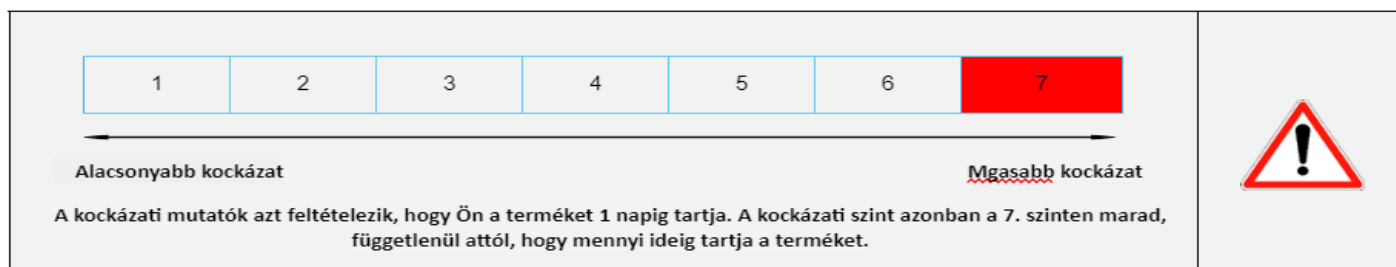 1 2 3 4 5 6 7
Alacsonyabb kockázat Mgasabb kockázat
A kockázati mutatók azt feltételezik, hogy Ön a terméket 1 napig tartja. A kockázati szint azonban a 7. szinten marad,
függetlenül attól, hogy mennyi ideig tartja a terméket.